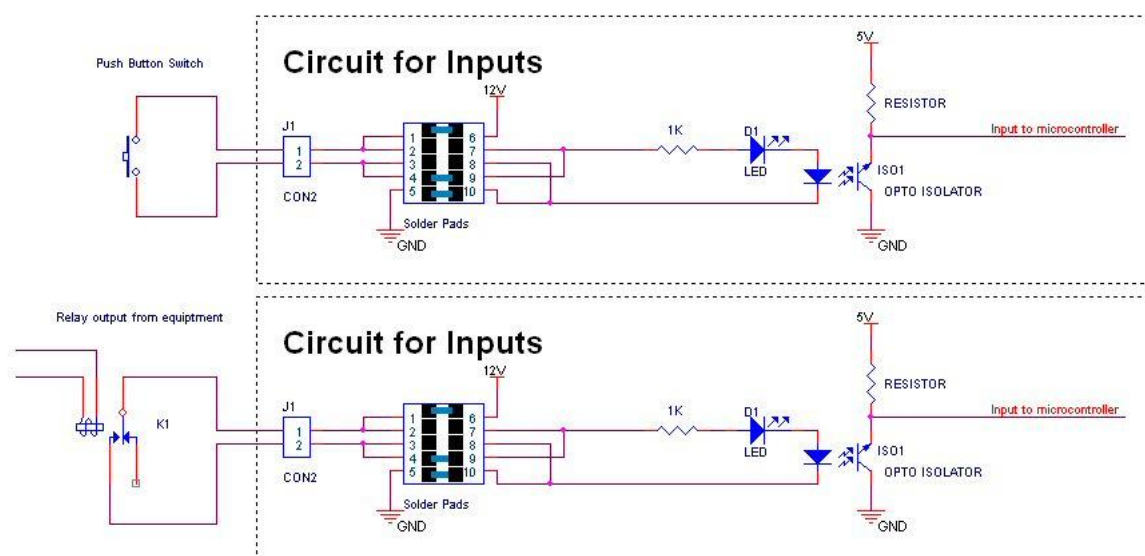 5V
Push Button Switch
Circuit for Inputs
12V
RESISTOR
J1
1K
D1
Input to microcontroller
1 6
1
2 7
2
3 8
LED
ISO1
4 9
CON2
5 10
OPTO ISOLATOR
Solder Pads
GND
GND
Relay output from equiptment
5V
Circuit for Inputs
12V
RESISTOR
J1
1K
D1
Input to microcontroller
K1
1 6
1
2 7
2
3 8
LED
ISO1
4 9
CON2
5 10
OPTO ISOLATOR
Solder Pads
GND
GND